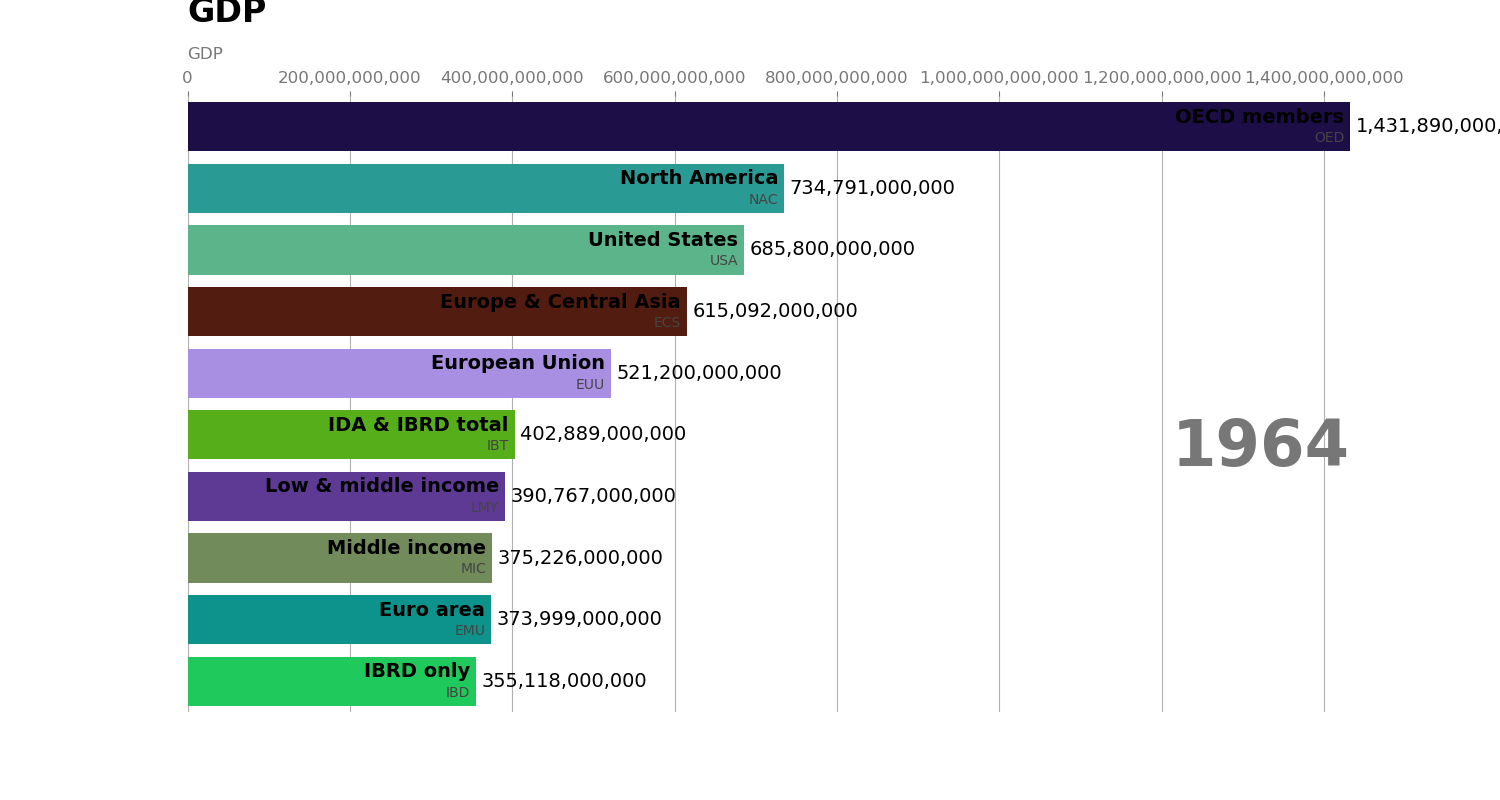 GDP
GDP
0 200,000,000,000 400,000,000,000 600,000,000,000 800,000,000,000 1,000,000,000,000 1,200,000,000,000 1,400,000,000,000
OECD members
OED
1,431,890,000,
North America
NAC
734,791,000,000
United States
USA
685,800,000,000
Europe & Central Asia
ECS
615,092,000,000
European Union
EUU
521,200,000,000
IDA & IBRD total
IBT
402,889,000,000
1964
Low & middle income
LMY
390,767,000,000
Middle income
MIC
375,226,000,000
Euro area
EMU
373,999,000,000
IBRD only
IBD
355,118,000,000